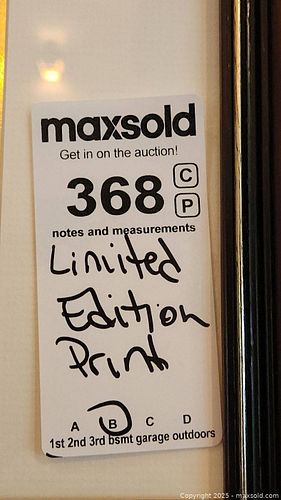 maxsold
Get in on the auction!
368 C
P
notes and measurements
Limited
Edition
Print
A B C D
1st 2nd 3rd bsmt garage outdoors
Copyright 2025 - maxsold.com